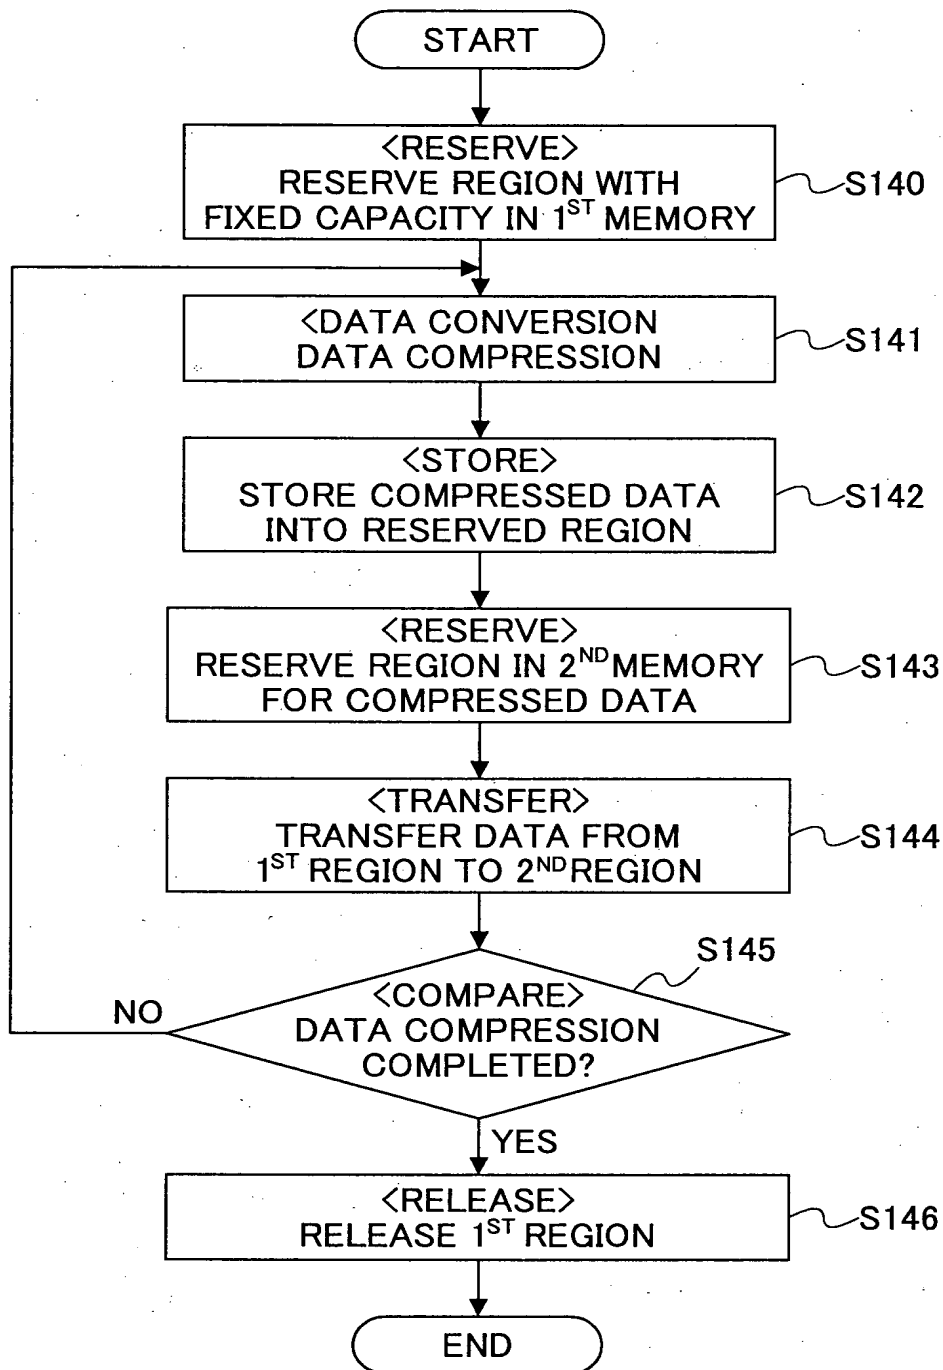 START
<RESERVE>
RESERVE REGION WITH
FIXED CAPACITY IN 1ST MEMORY
S140
<DATA CONVERSION
DATA COMPRESSION
S141
<STORE>
STORE COMPRESSED DATA
INTO RESERVED REGION
S142
<RESERVE>
RESERVE REGION IN 2ND MEMORY
FOR COMPRESSED DATA
S143
<TRANSFER>
TRANSFER DATA FROM
1ST REGION TO 2ND REGION
S144
S145
<COMPARE>
DATA COMPRESSION
COMPLETED?
NO
YES
<RELEASE>
RELEASE 1ST REGION
S146
END